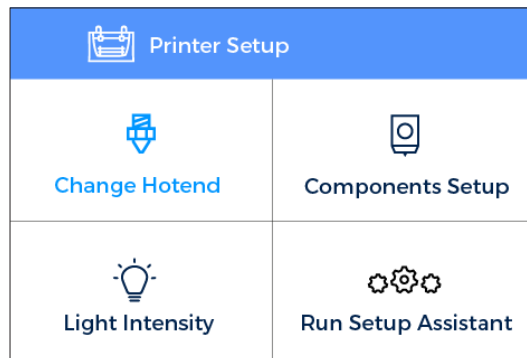 Printer Setup
Change Hotend
Components Setup
Light Intensity
Run Setup Assistant